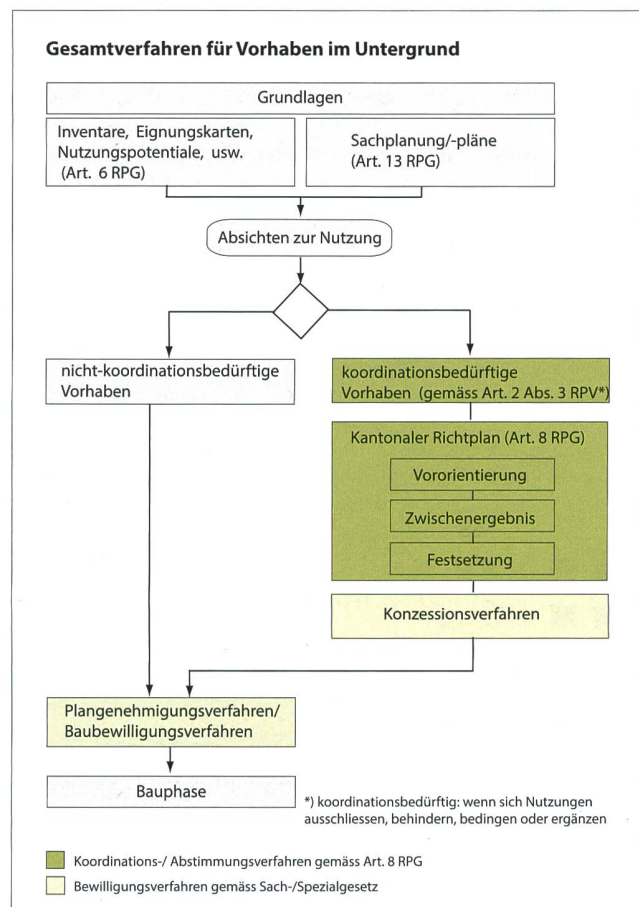 Gesamtverfahren für Vorhaben im Untergrund
Grundlagen
Inventare, Eignungskarten,
Nutzungspotentiale, usw.
(Art. 6 RPG)
Sachplanung/-pläne
(Art. 13 RPG)
Absichten zur Nutzung
nicht-koordinationsbedürftige
Vorhaben
koordinationsbedürftige
Vorhaben (gemäss Art. 2 Abs. 3 RPV*)
Kantonaler Richtplan (Art. 8 RPG)
Vororientierung
Zwischenergebnis
Festsetzung
Konzessionsverfahren
Plangenehmigungsverfahren/
Baubewilligungsverfahren
Bauphase
*) koordinationsbedürftig: wenn sich Nutzungen
ausschliessen, behindern, bedingen oder ergänzen
Koordinations-/ Abstimmungsverfahren gemäss Art. 8 RPG
Bewilligungsverfahren gemäss Sach-/Spezialgesetz